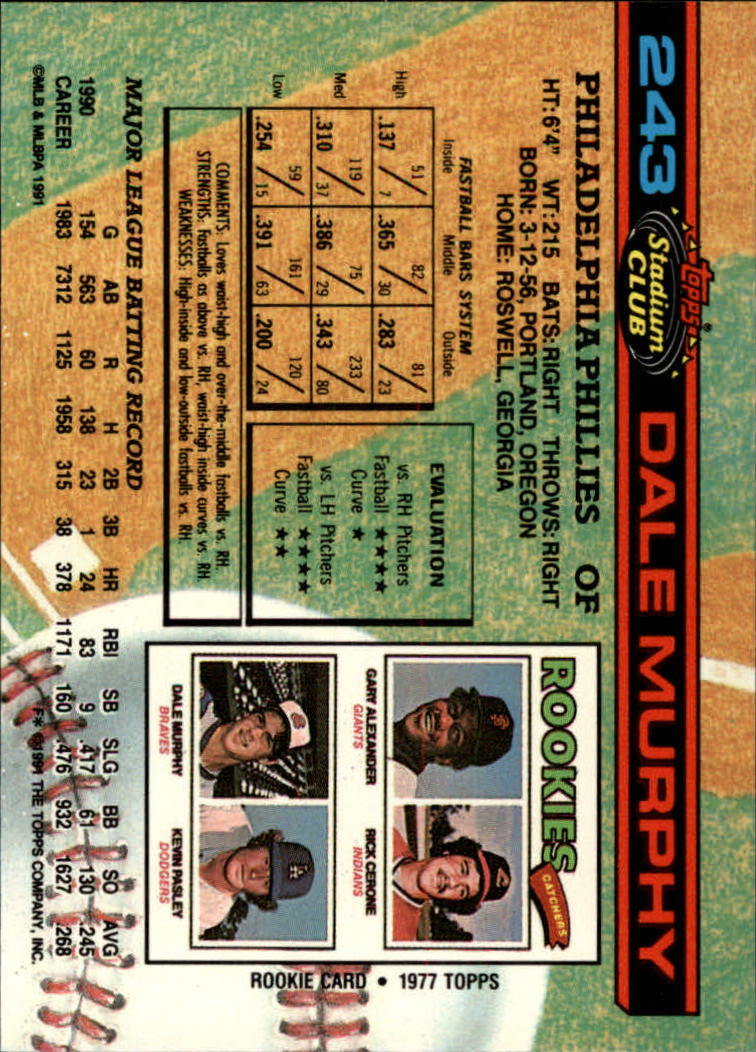 243
Topps®
Stadium
CLUB
DALE MURPHY
PHILADELPHIA PHILLIES OF
HT: 6'4" WT: 215 BATS: RIGHT THROWS: RIGHT
BORN: 3-12-56, PORTLAND, OREGON
HOME: ROSWELL, GEORGIA
FASTBALL BARS SYSTEM
Inside Middle Outside
High .137 51/7 .365 82/30 .283 81/23
Med .310 119/37 .386 75/29 .343 233/80
Low .254 59/15 .391 161/63 .200 120/24
EVALUATION
vs. RH Pitchers
Fastball ★★★★
Curve ★
vs. LH Pitchers
Fastball ★★★★
Curve ★★
COMMENTS: Loves waist-high and over-the-middle fastballs vs. RH.
STRENGTHS: Fastballs as above vs. RH, waist-high inside curves vs. RH.
WEAKNESSES: High-inside and low-outside fastballs vs. RH.
ROOKIES
CATCHERS
GARY ALEXANDER
GIANTS
RICK CERONE
INDIANS
DALE MURPHY
BRAVES
KEVIN PASLEY
DODGERS
ROOKIE CARD • 1977 TOPPS
MAJOR LEAGUE BATTING RECORD
G AB R H 2B 3B HR RBI SB SLG BB SO AVG
1990 154 563 60 138 23 1 24 83 9 .417 61 130 .245
CAREER 1983 7312 1125 1958 315 38 378 1171 160 .476 932 1627 .268
©MLB & MLBPA 1991
F* ©1991 THE TOPPS COMPANY, INC.